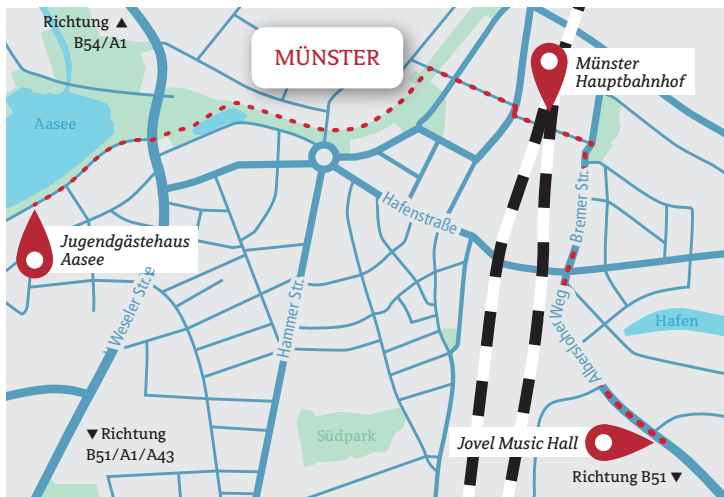 Richtung ▲
B54/A1
MÜNSTER
Münster
Hauptbahnhof
Aasee
Jugendgästehaus
Aasee
Hafenstraße
Bremer Str.
Weseler Str.
Hammer Str.
Albersloher Weg
Hafen
▼ Richtung
B51/A1/A43
Südpark
Jovel Music Hall
Richtung B51 ▼